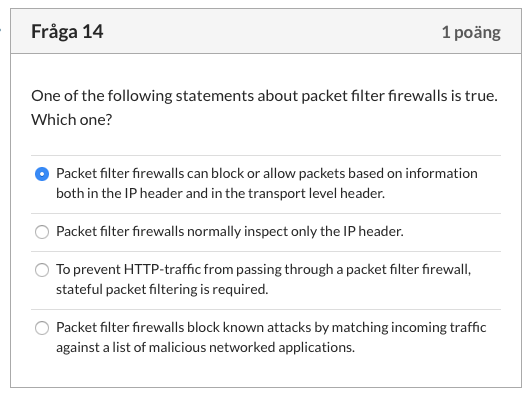 Fråga 14
1 poäng
One of the following statements about packet filter firewalls is true.
Which one?
Packet filter firewalls can block or allow packets based on information
both in the IP header and in the transport level header.
Packet filter firewalls normally inspect only the IP header.
To prevent HTTP-traffic from passing through a packet filter firewall,
stateful packet filtering is required.
Packet filter firewalls block known attacks by matching incoming traffic
against a list of malicious networked applications.